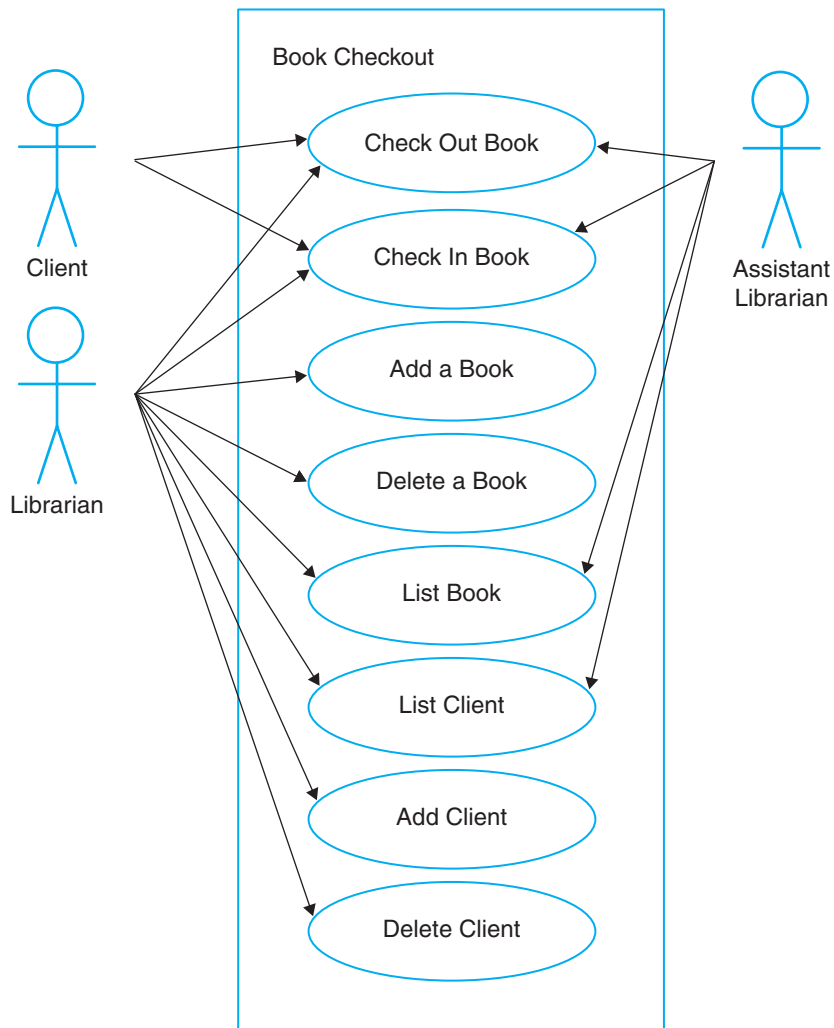 Book Checkout
Check Out Book
Check In Book
Client
Assistant
Librarian
Add a Book
Delete a Book
Librarian
List Book
List Client
Add Client
Delete Client